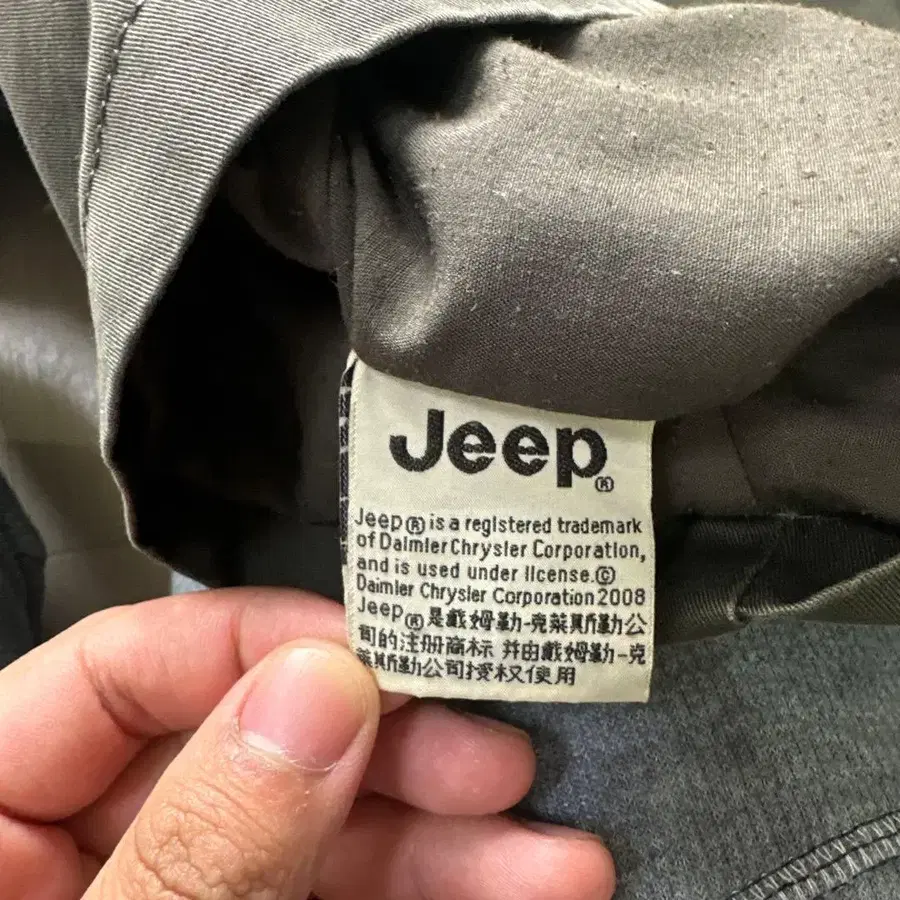 Jeep®
Jeep® is a registered trademark
of DaimlerChrysler Corporation,
and is used under license.©
Daimler Chrysler Corporation 2008
Jeep®是戴姆勒-克莱斯勒公
司的注册商标 并由戴姆勒-克
莱斯勒公司授权使用